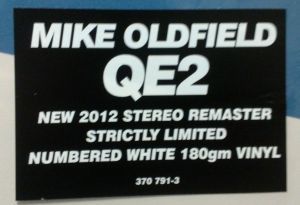 MIKE OLDFIELD
QE2
NEW 2012 STEREO REMASTER
STRICTLY LIMITED
NUMBERED WHITE 180gm VINYL
370 791-3